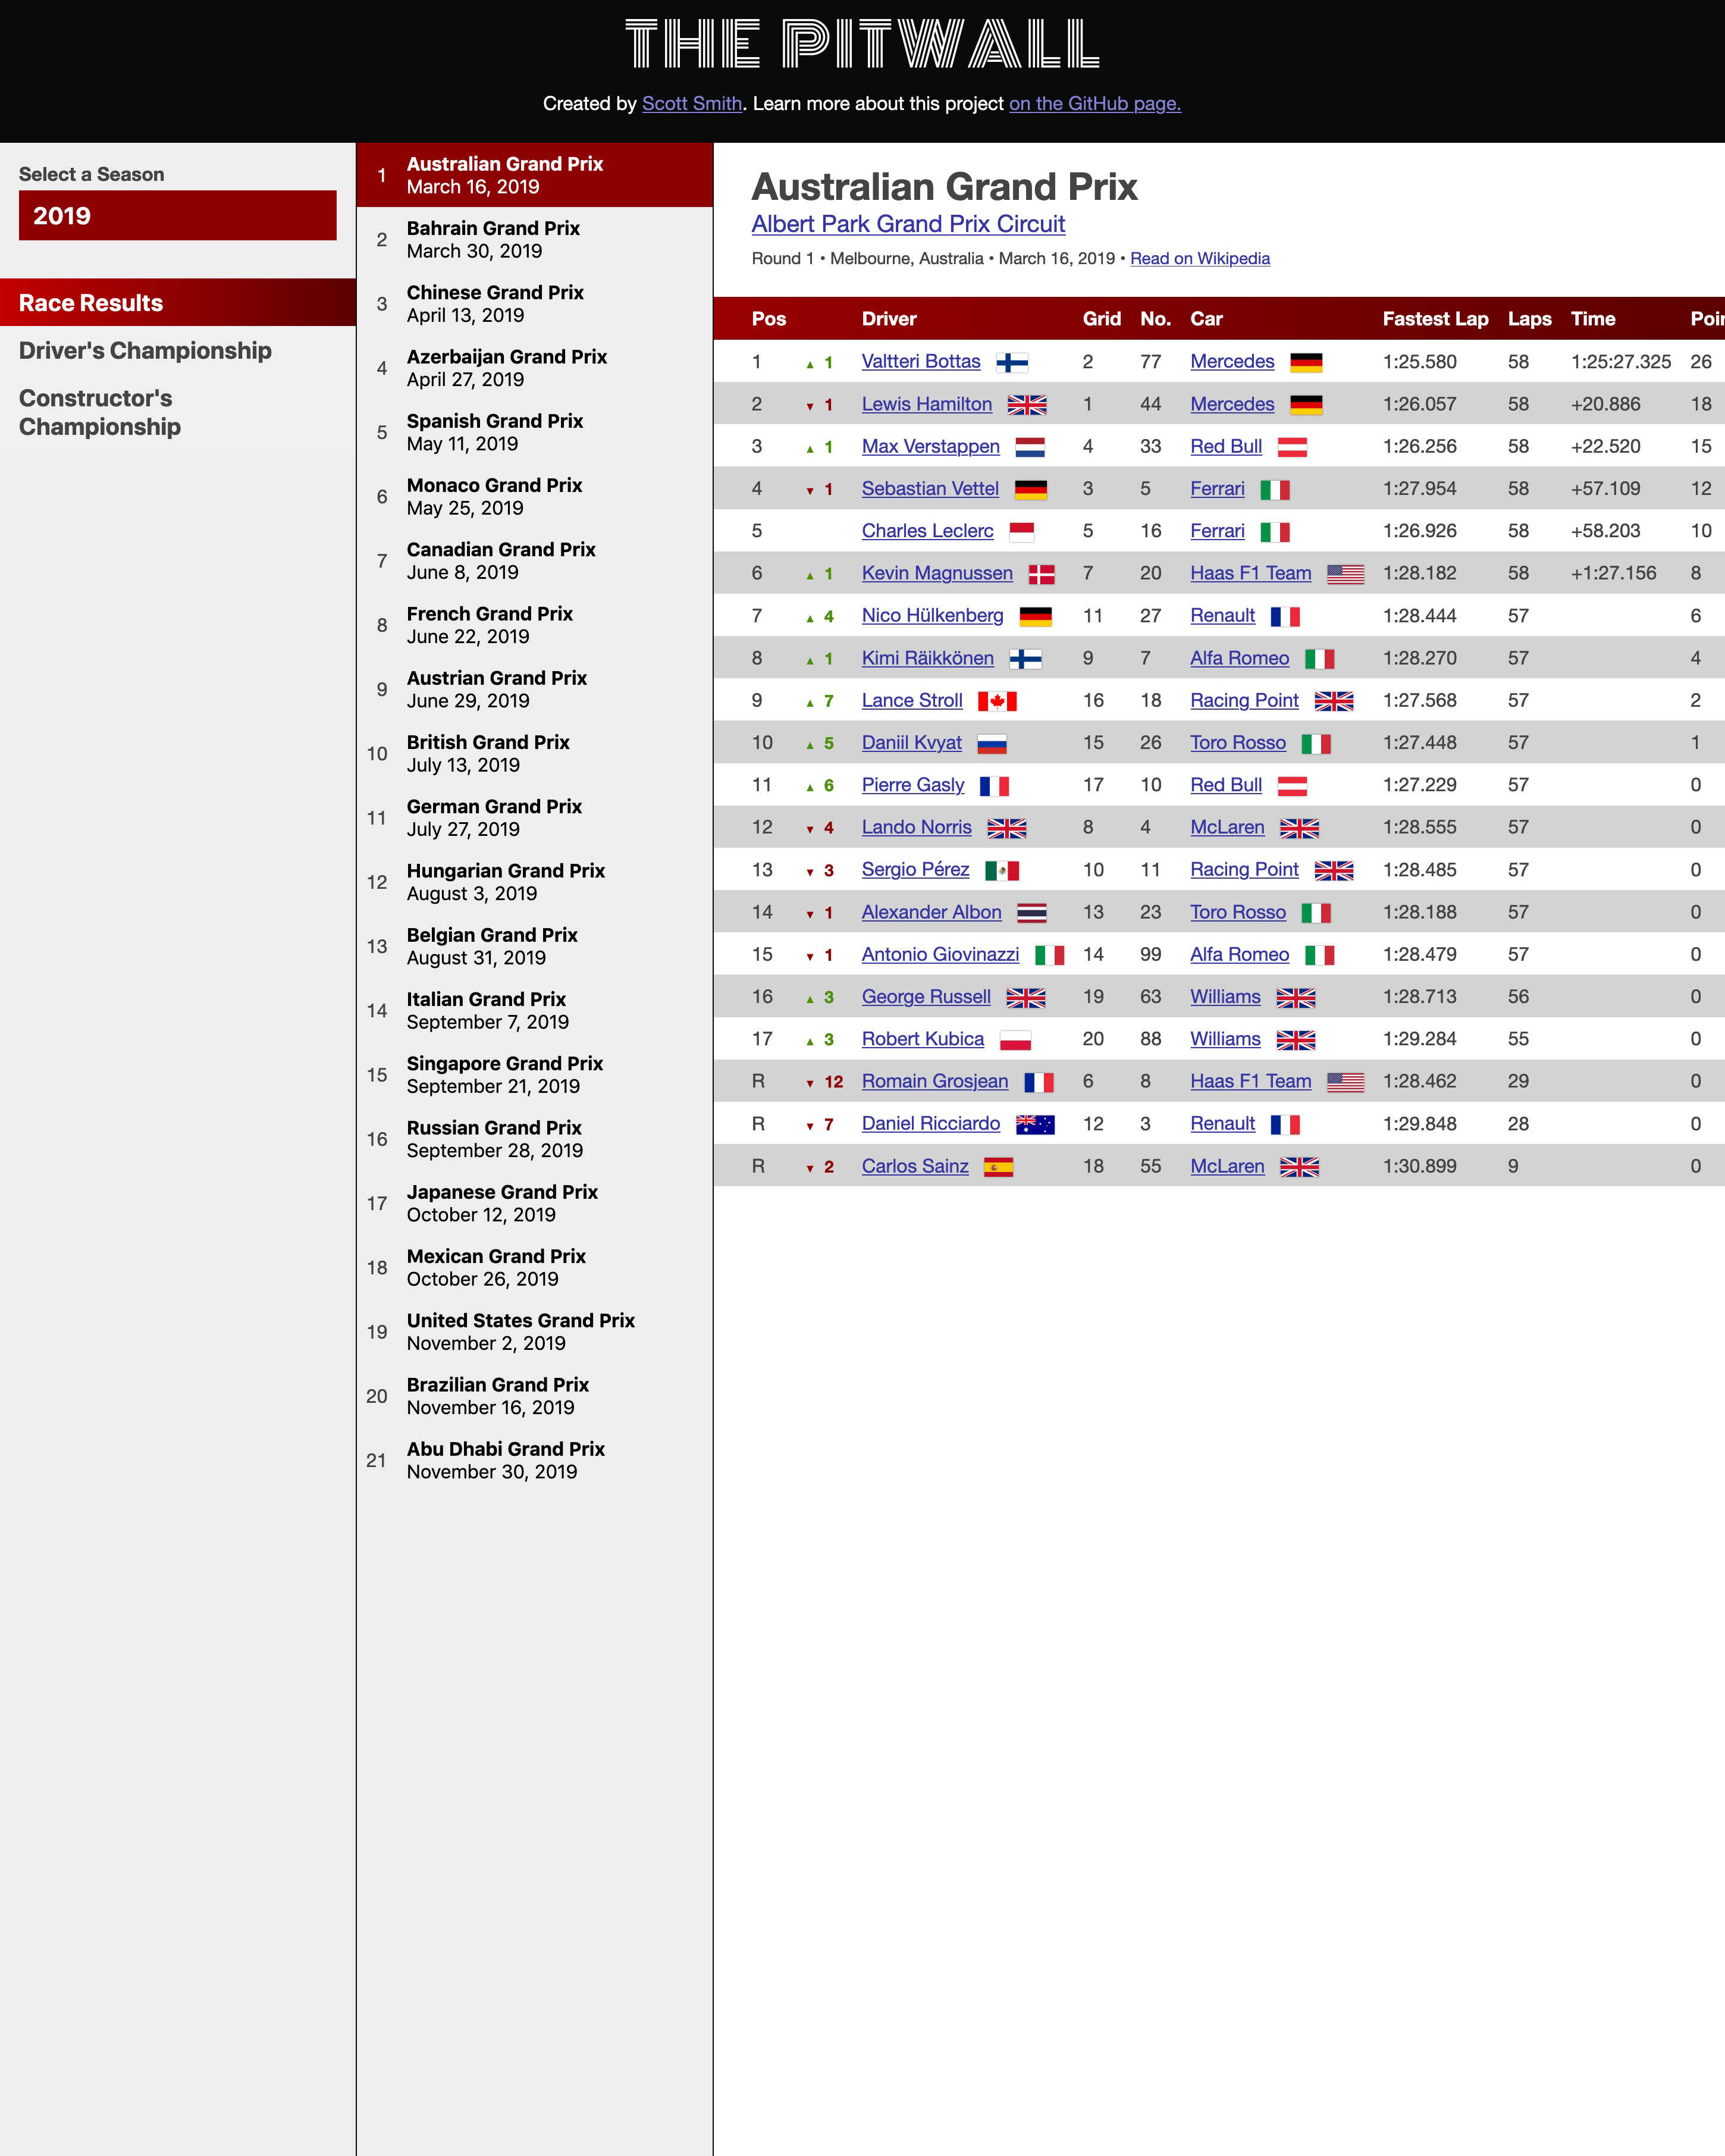 THE PITWALL
Created by Scott Smith. Learn more about this project on the GitHub page.
Select a Season
2019
Race Results
Driver's Championship
Constructor's
Championship
1 Australian Grand Prix
March 16, 2019
2 Bahrain Grand Prix
March 30, 2019
3 Chinese Grand Prix
April 13, 2019
4 Azerbaijan Grand Prix
April 27, 2019
5 Spanish Grand Prix
May 11, 2019
6 Monaco Grand Prix
May 25, 2019
7 Canadian Grand Prix
June 8, 2019
8 French Grand Prix
June 22, 2019
9 Austrian Grand Prix
June 29, 2019
10 British Grand Prix
July 13, 2019
11 German Grand Prix
July 27, 2019
12 Hungarian Grand Prix
August 3, 2019
13 Belgian Grand Prix
August 31, 2019
14 Italian Grand Prix
September 7, 2019
15 Singapore Grand Prix
September 21, 2019
16 Russian Grand Prix
September 28, 2019
17 Japanese Grand Prix
October 12, 2019
18 Mexican Grand Prix
October 26, 2019
19 United States Grand Prix
November 2, 2019
20 Brazilian Grand Prix
November 16, 2019
21 Abu Dhabi Grand Prix
November 30, 2019
Australian Grand Prix
Albert Park Grand Prix Circuit
Round 1 • Melbourne, Australia • March 16, 2019 • Read on Wikipedia
Pos Driver Grid No. Car Fastest Lap Laps Time
1 ▲ 1 Valtteri Bottas 2 77 Mercedes 1:25.580 58 1:25:27.325 26
2 ▼ 1 Lewis Hamilton 1 44 Mercedes 1:26.057 58 +20.886 18
3 ▲ 1 Max Verstappen 4 33 Red Bull 1:26.256 58 +22.520 15
4 ▼ 1 Sebastian Vettel 3 5 Ferrari 1:27.954 58 +57.109 12
5 Charles Leclerc 5 16 Ferrari 1:26.926 58 +58.203 10
6 ▲ 1 Kevin Magnussen 7 20 Haas F1 Team 1:28.182 58 +1:27.156 8
7 ▲ 4 Nico Hülkenberg 11 27 Renault 1:28.444 57 6
8 ▲ 1 Kimi Räikkönen 9 7 Alfa Romeo 1:28.270 57 4
9 ▲ 7 Lance Stroll 16 18 Racing Point 1:27.568 57 2
10 ▲ 5 Daniil Kvyat 15 26 Toro Rosso 1:27.448 57 1
11 ▲ 6 Pierre Gasly 17 10 Red Bull 1:27.229 57 0
12 ▼ 4 Lando Norris 8 4 McLaren 1:28.555 57 0
13 ▼ 3 Sergio Pérez 10 11 Racing Point 1:28.485 57 0
14 ▼ 1 Alexander Albon 13 23 Toro Rosso 1:28.188 57 0
15 ▼ 1 Antonio Giovinazzi 14 99 Alfa Romeo 1:28.479 57 0
16 ▲ 3 George Russell 19 63 Williams 1:28.713 56 0
17 ▲ 3 Robert Kubica 20 88 Williams 1:29.284 55 0
R ▼ 12 Romain Grosjean 6 8 Haas F1 Team 1:28.462 29 0
R ▼ 7 Daniel Ricciardo 12 3 Renault 1:29.848 28 0
R ▼ 2 Carlos Sainz 18 55 McLaren 1:30.899 9 0